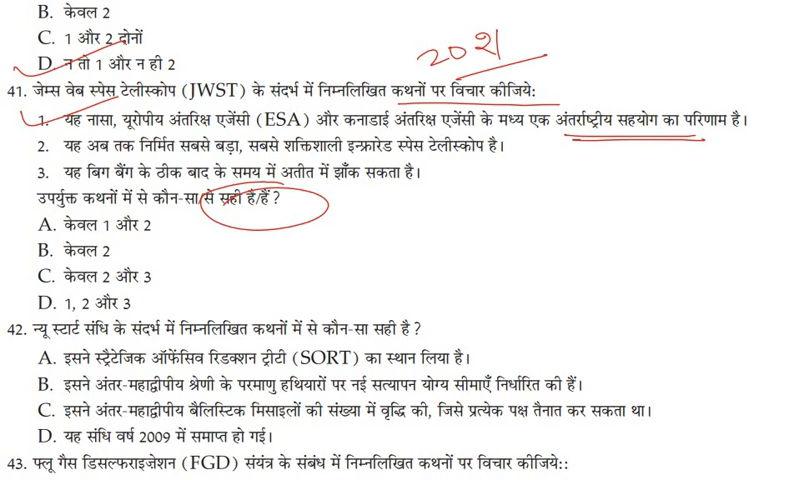 B. केवल 2
C. 1 और 2 दोनों
D. न तो 1 और न ही 2
2021
41. जेम्स वेब स्पेस टेलीस्कोप (JWST) के संदर्भ में निम्नलिखित कथनों पर विचार कीजिये:
1. यह नासा, यूरोपीय अंतरिक्ष एजेंसी (ESA) और कनाडाई अंतरिक्ष एजेंसी के मध्य एक अंतर्राष्ट्रीय सहयोग का परिणाम है।
2. यह अब तक निर्मित सबसे बड़ा, सबसे शक्तिशाली इन्फ्रारेड स्पेस टेलीस्कोप है।
3. यह बिग बैंग के ठीक बाद के समय में अतीत में झाँक सकता है।
उपर्युक्त कथनों में से कौन-सा/से सही है/हैं?
A. केवल 1 और 2
B. केवल 2
C. केवल 2 और 3
D. 1, 2 और 3
42. न्यू स्टार्ट संधि के संदर्भ में निम्नलिखित कथनों में से कौन-सा सही है?
A. इसने स्ट्रैटेजिक ऑफेंसिव रिडक्शन ट्रीटी (SORT) का स्थान लिया है।
B. इसने अंतर-महाद्वीपीय श्रेणी के परमाणु हथियारों पर नई सत्यापन योग्य सीमाएँ निर्धारित की हैं।
C. इसने अंतर-महाद्वीपीय बैलिस्टिक मिसाइलों की संख्या में वृद्धि की, जिसे प्रत्येक पक्ष तैनात कर सकता था।
D. यह संधि वर्ष 2009 में समाप्त हो गई।
43. फ्लू गैस डिसल्फराइज़ेशन (FGD) संयंत्र के संबंध में निम्नलिखित कथनों पर विचार कीजिये::